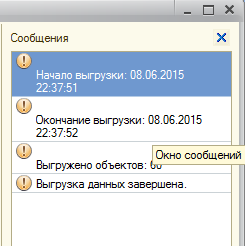 Сообщения
Начало выгрузки: 08.06.2015
22:37:51
Окончание выгрузки: 08.06.2015
22:37:52
Окно сообщений
Выгружено объектов: 60
Выгрузка данных завершена.